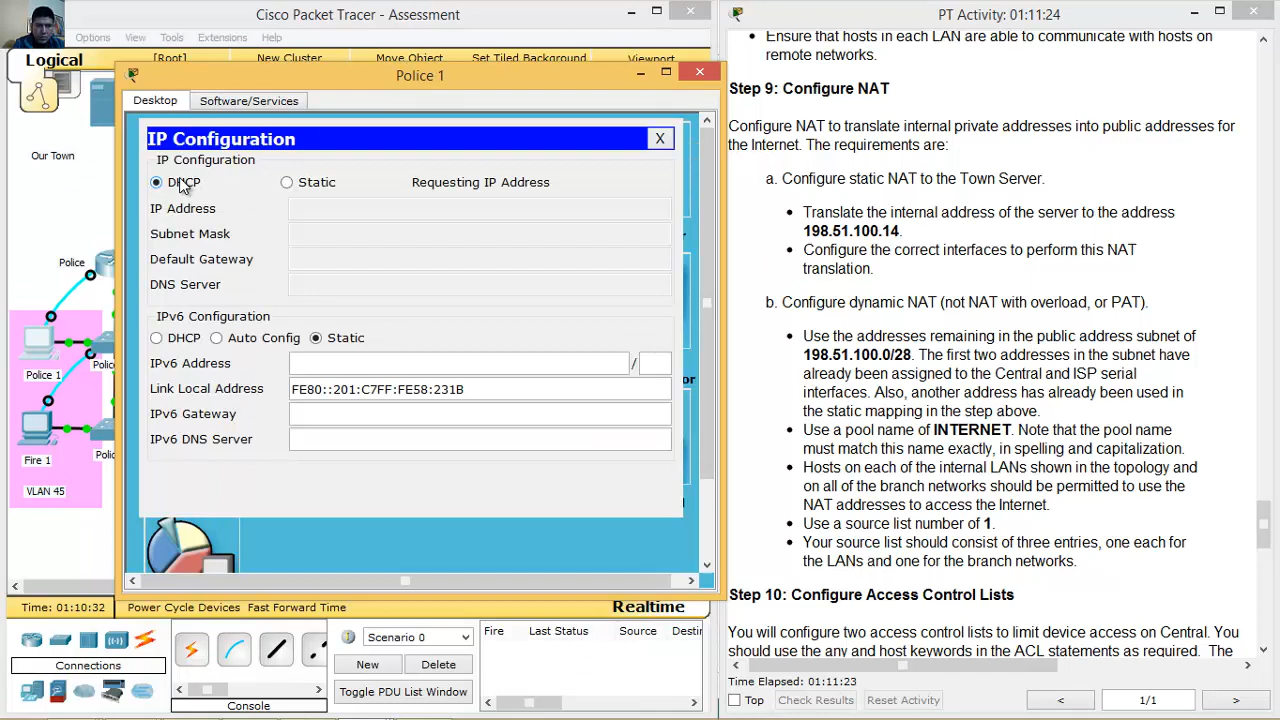 Cisco Packet Tracer - Assessment
Options View Tools Extensions Help
Logical [Root] New Cluster Move Object Set Tiled Background Viewport
Our Town
Police
Police 1
Fire 1
VLAN 45
Police 1
Desktop Software/Services
IP Configuration X
IP Configuration
DHCP Static Requesting IP Address
IP Address
Subnet Mask
Default Gateway
DNS Server
IPv6 Configuration
DHCP Auto Config Static
IPv6 Address /
Link Local Address FE80::201:C7FF:FE58:231B
IPv6 Gateway
IPv6 DNS Server
Time: 01:10:32 Power Cycle Devices Fast Forward Time Realtime
Connections
Console
Scenario 0
New Delete
Toggle PDU List Window
Fire Last Status Source Destin
PT Activity: 01:11:24
Ensure that hosts in each LAN are able to communicate with hosts on
remote networks.
Step 9: Configure NAT
Configure NAT to translate internal private addresses into public addresses for
the Internet. The requirements are:
a. Configure static NAT to the Town Server.
• Translate the internal address of the server to the address
198.51.100.14.
• Configure the correct interfaces to perform this NAT
translation.
b. Configure dynamic NAT (not NAT with overload, or PAT).
• Use the addresses remaining in the public address subnet of
198.51.100.0/28. The first two addresses in the subnet have
already been assigned to the Central and ISP serial
interfaces. Also, another address has already been used in
the static mapping in the step above.
• Use a pool name of INTERNET. Note that the pool name
must match this name exactly, in spelling and capitalization.
• Hosts on each of the internal LANs shown in the topology and
on all of the branch networks should be permitted to use the
NAT addresses to access the Internet.
• Use a source list number of 1.
• Your source list should consist of three entries, one each for
the LANs and one for the branch networks.
Step 10: Configure Access Control Lists
You will configure two access control lists to limit device access on Central. You
should use the any and host keywords in the ACL statements as required. The
Time Elapsed: 01:11:23
Top Check Results Reset Activity < 1/1 >